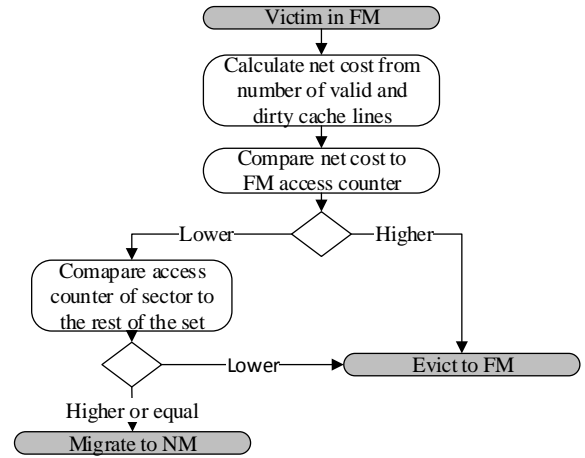 Victim in FM
Calculate net cost from
number of valid and
dirty cache lines
Compare net cost to
FM access counter
Lower
Higher
Comapare access
counter of sector to
the rest of the set
Lower
Evict to FM
Higher or equal
Migrate to NM